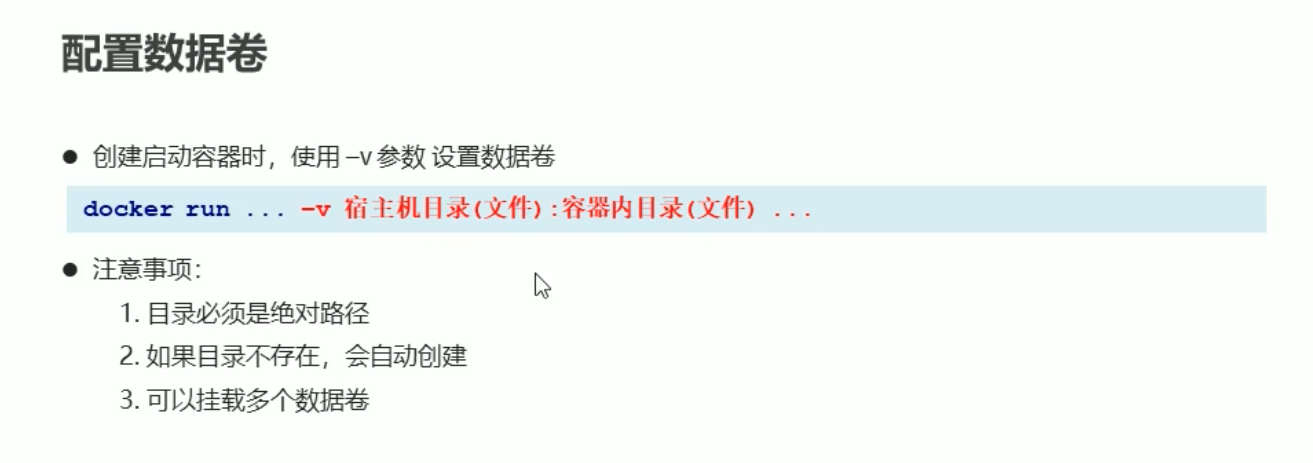 配置数据卷
● 创建启动容器时，使用 –v 参数 设置数据卷
docker run ... –v 宿主机目录(文件):容器内目录(文件) ...
● 注意事项：
1. 目录必须是绝对路径
2. 如果目录不存在，会自动创建
3. 可以挂载多个数据卷